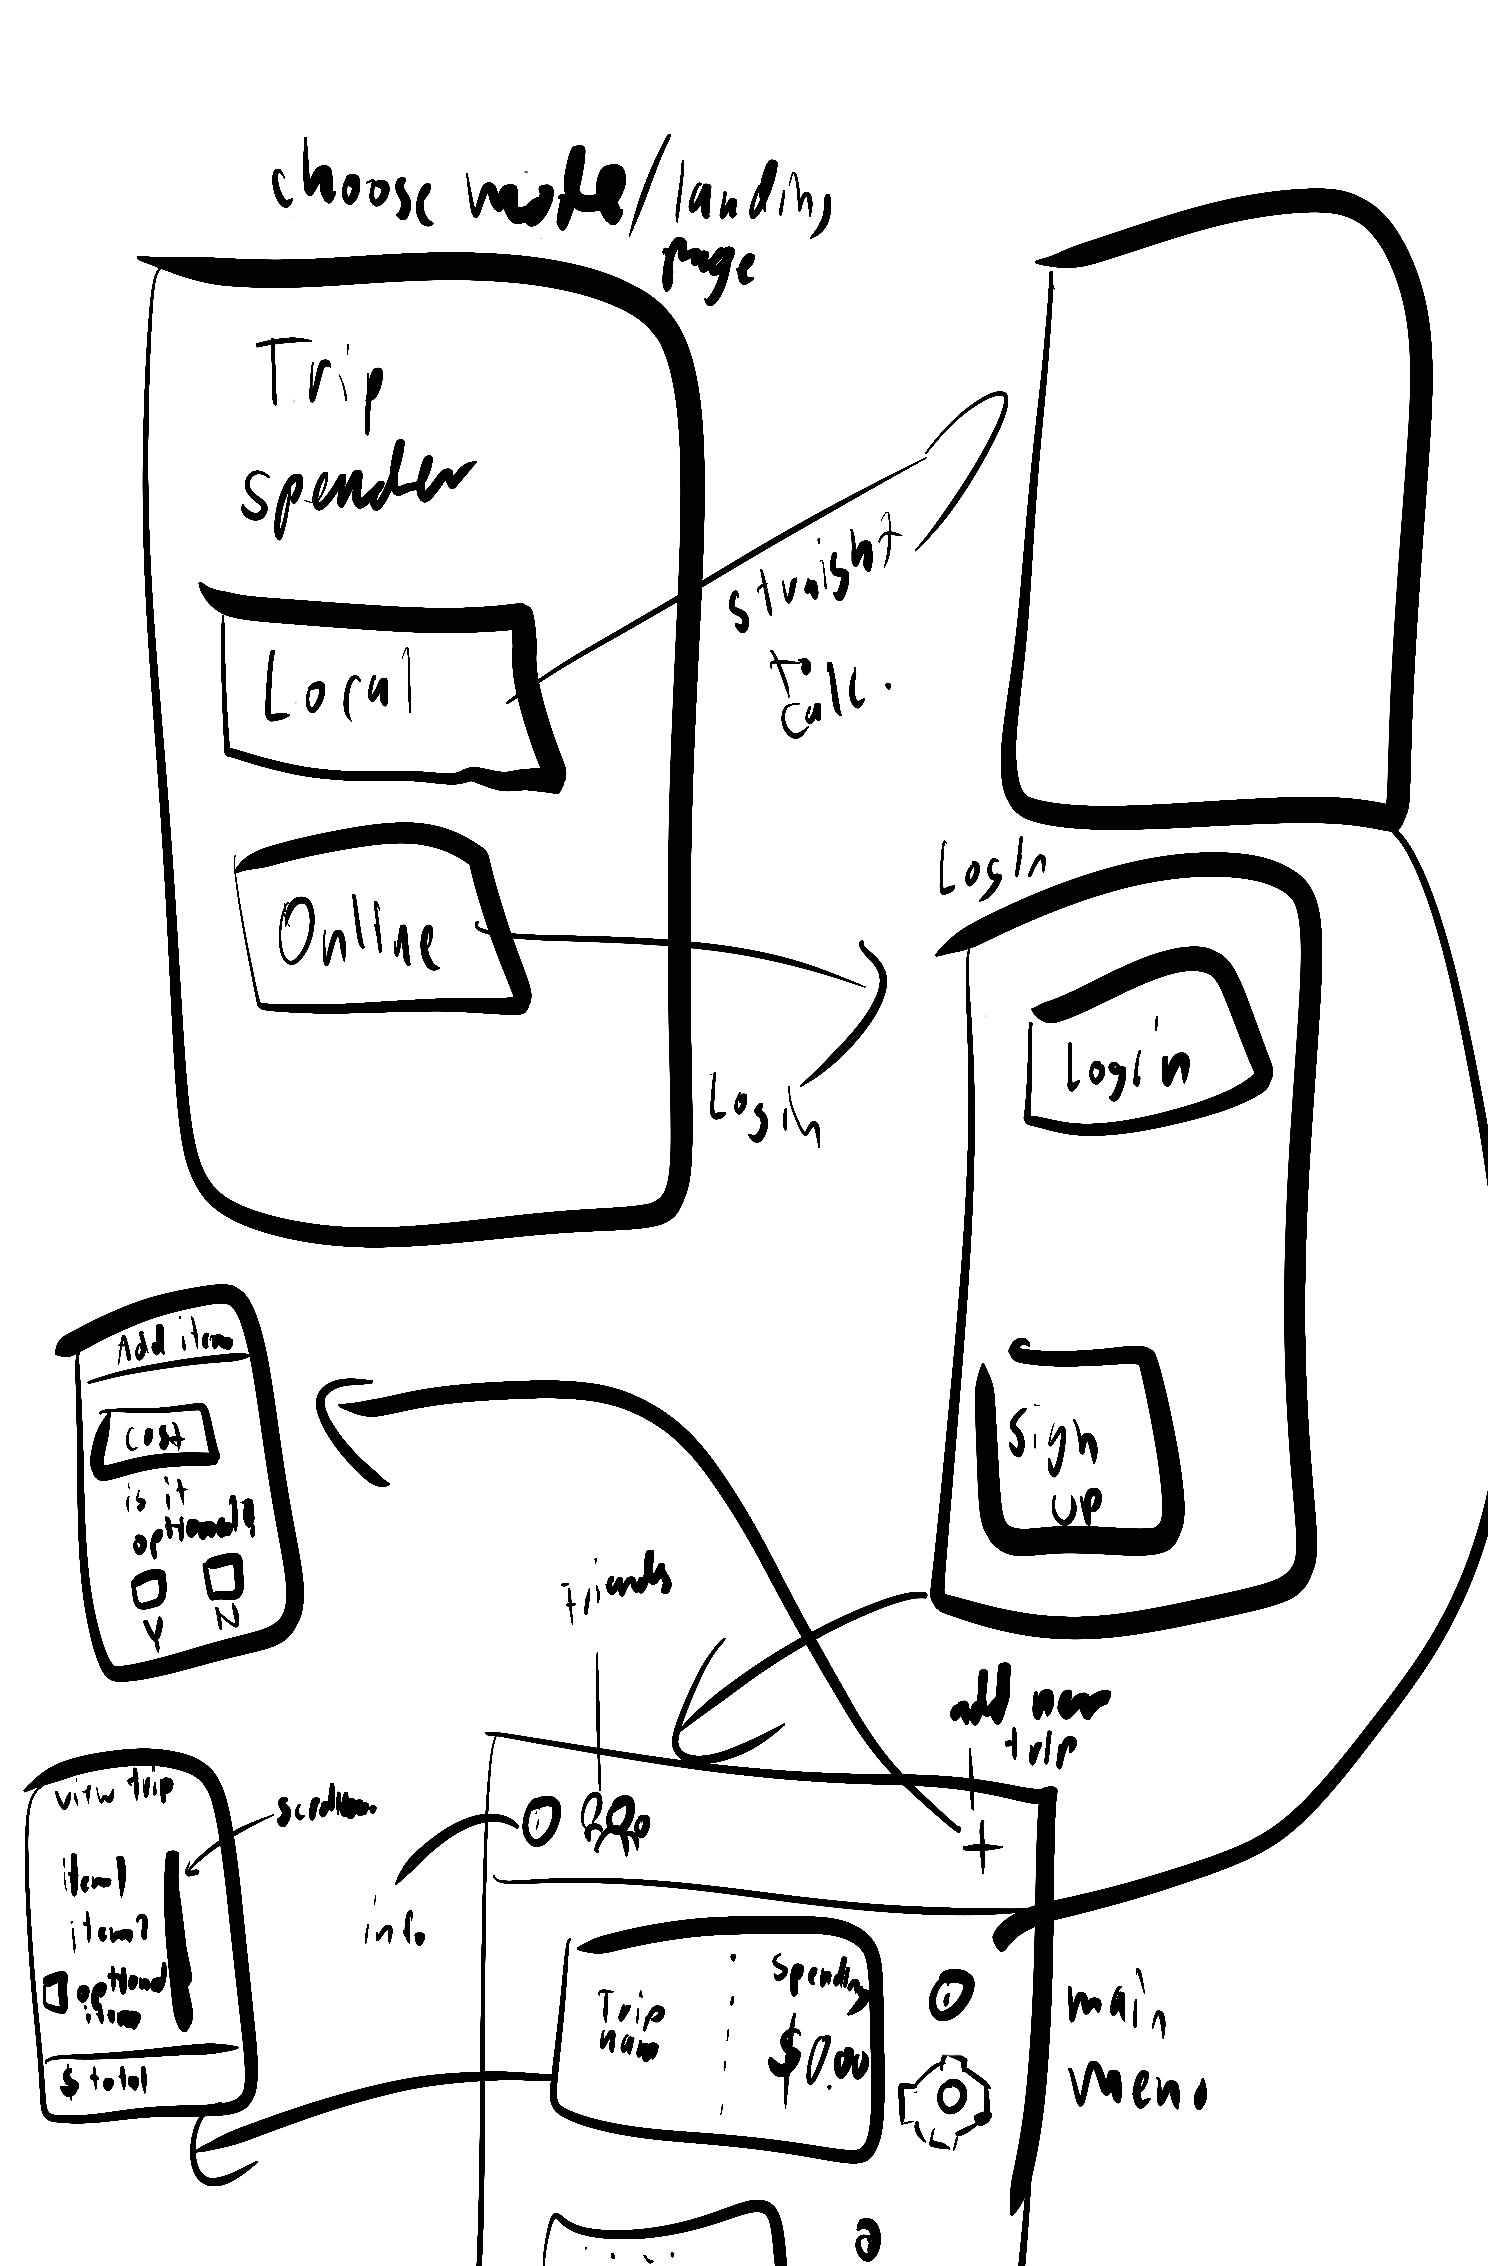 choose mode/landing
page
Trip
spender
Local
straight
to
calc.
Online
Login
Login
Login
Sign
up
Add item
cost
is it
optional?
Y N
Friends
add new
trip
+
view trip
scrollbar
item1
item2
optional
item
$ total
info
Trip
name
Spending
$0.00
main
menu